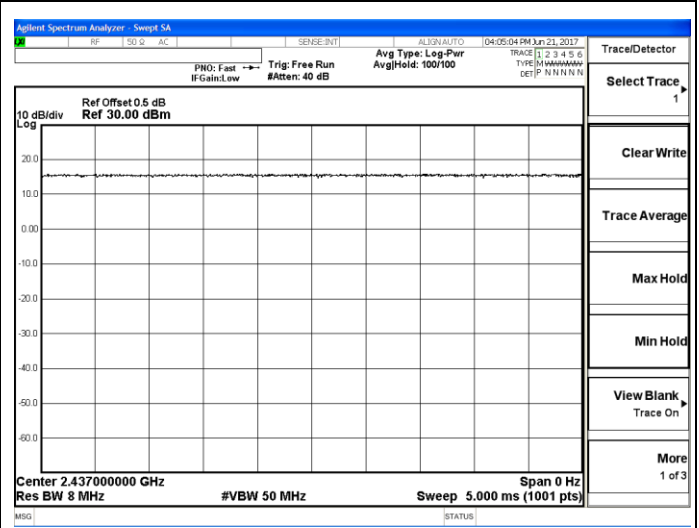 Agilent Spectrum Analyzer - Swept SA
RF 50 Ω AC SENSE:INT ALIGNAUTO 04:05:04 PM Jun 21, 2017
Avg Type: Log-Pwr TRACE 1 2 3 4 5 6
PNO: Fast Trig: Free Run Avg|Hold: 100/100 TYPE M
IFGain:Low #Atten: 40 dB DET P N N N N N
Ref Offset 0.5 dB
10 dB/div Ref 30.00 dBm
Log
20.0
10.0
0.00
-10.0
-20.0
-30.0
-40.0
-50.0
-60.0
Center 2.437000000 GHz Span 0 Hz
Res BW 8 MHz #VBW 50 MHz Sweep 5.000 ms (1001 pts)
MSG STATUS
Trace/Detector
Select Trace
1
Clear Write
Trace Average
Max Hold
Min Hold
View Blank
Trace On
More
1 of 3